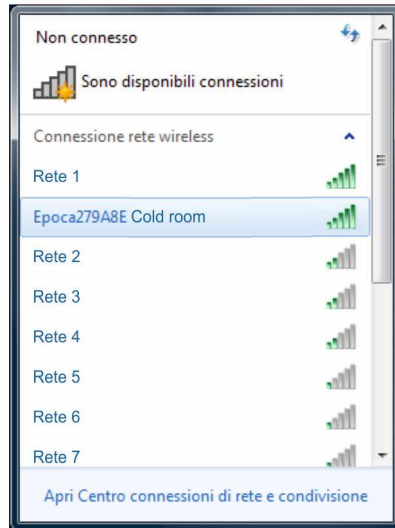 Non connesso
Sono disponibili connessioni
Connessione rete wireless
Rete 1
Epoca279A8E Cold room
Rete 2
Rete 3
Rete 4
Rete 5
Rete 6
Rete 7
Apri Centro connessioni di rete e condivisione